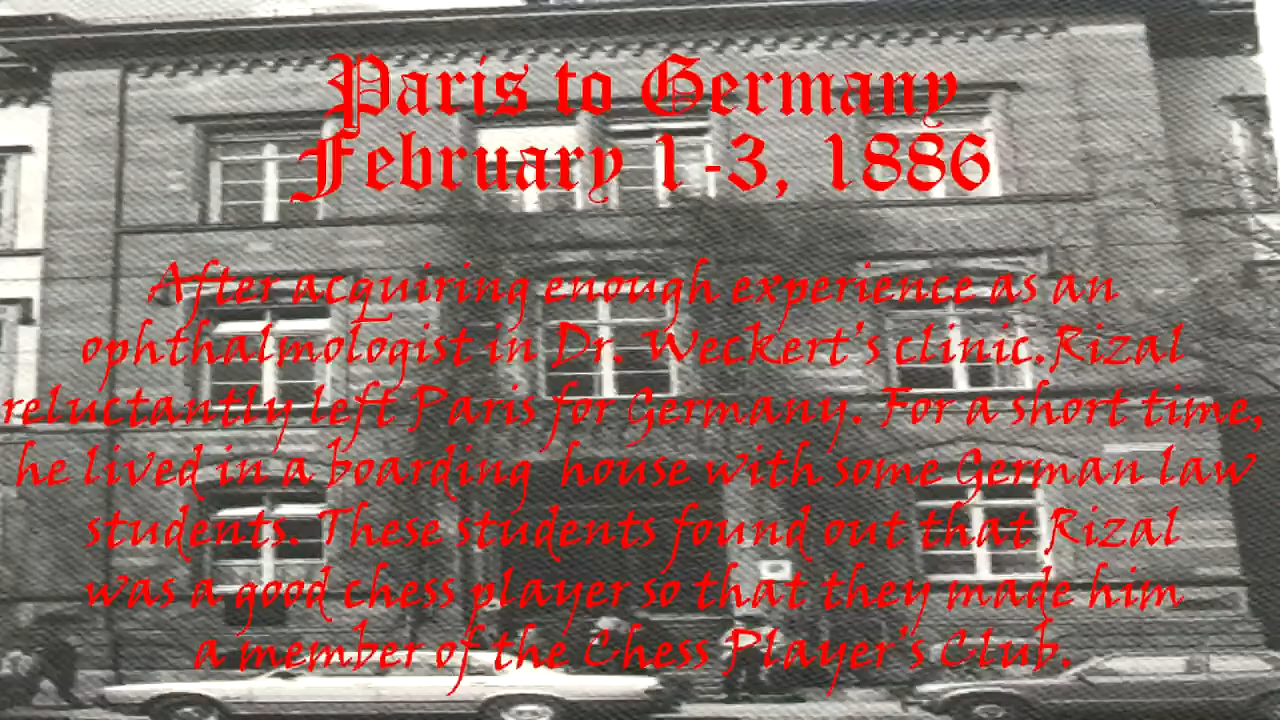 Paris to Germany
February 1-3, 1886
After acquiring enough experience as an
ophthalmologist in Dr. Weckert's clinic.Rizal
reluctantly left Paris for Germany. For a short time,
he lived in a boarding house with some German law
students. These students found out that Rizal
was a good chess player so that they made him
a member of the Chess Player's Club.